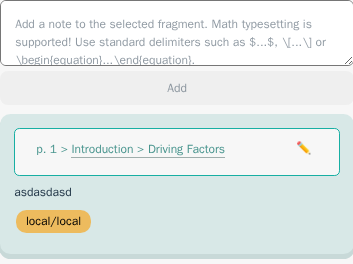 Add a note to the selected fragment. Math typesetting is
supported! Use standard delimiters such as $...$, \[...\] or
\begin{equation}...\end{equation}.
Add
p. 1 > Introduction > Driving Factors
asdasdasd
local/local